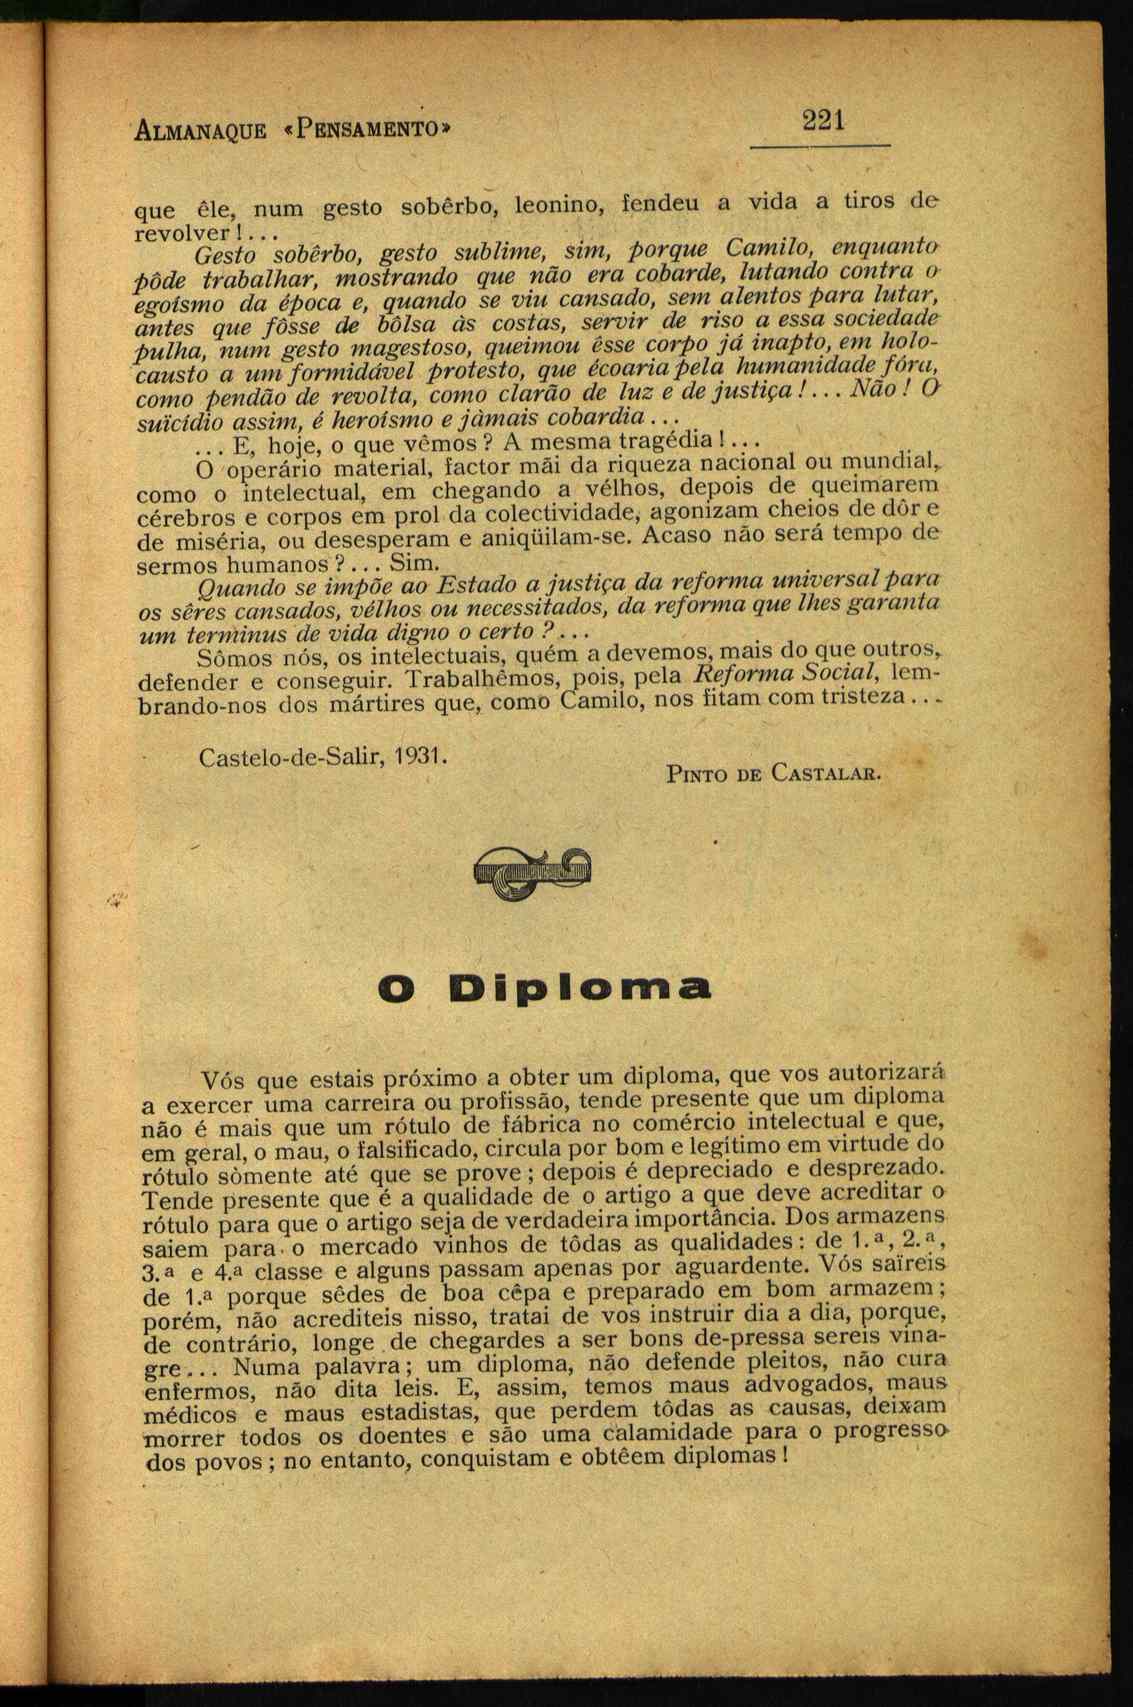 ALMANAQUE «PENSAMENTO»
221
que êle, num gesto sobêrbo, leonino, fendeu a vida a tiros de
revolver!...
Gesto sobêrbo, gesto sublime, sim, porque Camilo, enquanto
pôde trabalhar, mostrando que não era cobarde, lutando contra o
egoísmo da época e, quando se viu cansado, sem alentos para lutar,
antes que fôsse de bôlsa às costas, servir de riso a essa sociedade
pulha, num gesto magestoso, queimou êsse corpo já inapto, em holo-
causto a um formidável protesto, que écoaria pela humanidade fóra,
como pendão de revolta, como clarão de luz e de justiça!... Não! O
suïcídio assim, é heroísmo e jàmais cobardia...
... E, hoje, o que vêmos? A mesma tragédia!...
O operário material, factor mãi da riqueza nacional ou mundial,
como o intelectual, em chegando a vélhos, depois de queimarem
cérebros e corpos em prol da colectividade, agonizam cheios de dôr e
de miséria, ou desesperam e aniqüilam-se. Acaso não será tempo de
sermos humanos?... Sim.
Quando se impõe ao Estado a justiça da reforma universal para
os sêres cansados, vélhos ou necessitados, da reforma que lhes garanta
um terminus de vida digno o certo?...
Sômos nós, os intelectuais, quém a devemos, mais do que outros,
defender e conseguir. Trabalhêmos, pois, pela Reforma Social, lem-
brando-nos dos mártires que, como Camilo, nos fitam com tristeza...
Castelo-de-Salir, 1931.
PINTO DE CASTALAR.
O Diploma
Vós que estais próximo a obter um diploma, que vos autorizará
a exercer uma carreira ou profissão, tende presente que um diploma
não é mais que um rótulo de fábrica no comércio intelectual e que,
em geral, o mau, o falsificado, circula por bom e legítimo em virtude do
rótulo sòmente até que se prove; depois é depreciado e desprezado.
Tende presente que é a qualidade de o artigo a que deve acreditar o
rótulo para que o artigo seja de verdadeira importância. Dos armazens
saiem para o mercado vinhos de tôdas as qualidades: de 1.ª, 2.ª,
3.ª e 4.ª classe e alguns passam apenas por aguardente. Vós saïreis
de 1.ª porque sêdes de boa cêpa e preparado em bom armazem;
porém, não acrediteis nisso, tratai de vos instruir dia a dia, porque,
de contrário, longe de chegardes a ser bons de-pressa sereis vina-
gre... Numa palavra; um diploma, não defende pleitos, não cura
enfermos, não dita leis. E, assim, temos maus advogados, maus
médicos e maus estadistas, que perdem tôdas as causas, deixam
morrer todos os doentes e são uma calamidade para o progresso
dos povos; no entanto, conquistam e obtêem diplomas!